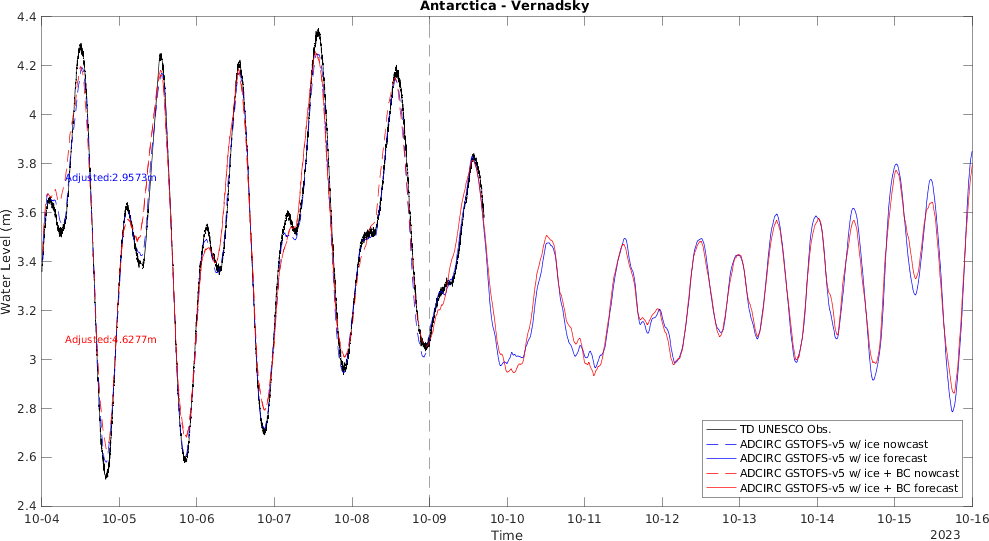 Antarctica - Vernadsky
4.4
4.2
4
3.8
3.6
3.4
3.2
3
2.8
2.6
2.4
Water Level (m)
Adjusted:2.9573m
Adjusted:4.6277m
TD UNESCO Obs.
ADCIRC GSTOFS-v5 w/ ice nowcast
ADCIRC GSTOFS-v5 w/ ice forecast
ADCIRC GSTOFS-v5 w/ ice + BC nowcast
ADCIRC GSTOFS-v5 w/ ice + BC forecast
10-04 10-05 10-06 10-07 10-08 10-09 10-10 10-11 10-12 10-13 10-14 10-15 10-16
Time
2023